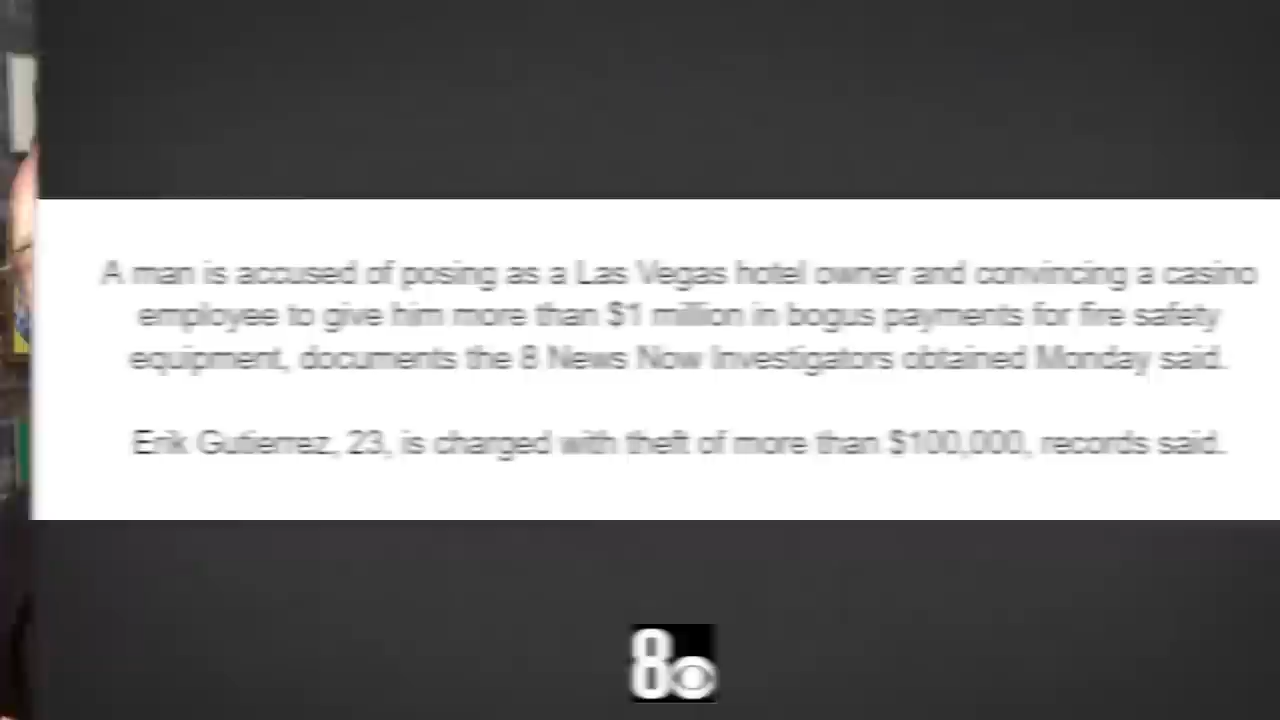 A man is accused of posing as a Las Vegas hotel owner and convincing a casino
employee to give him more than $1 million in bogus payments for fire safety
equipment, documents the 8 News Now Investigators obtained Monday said.
Erik Gutierrez, 23, is charged with theft of more than $100,000, records said.
8